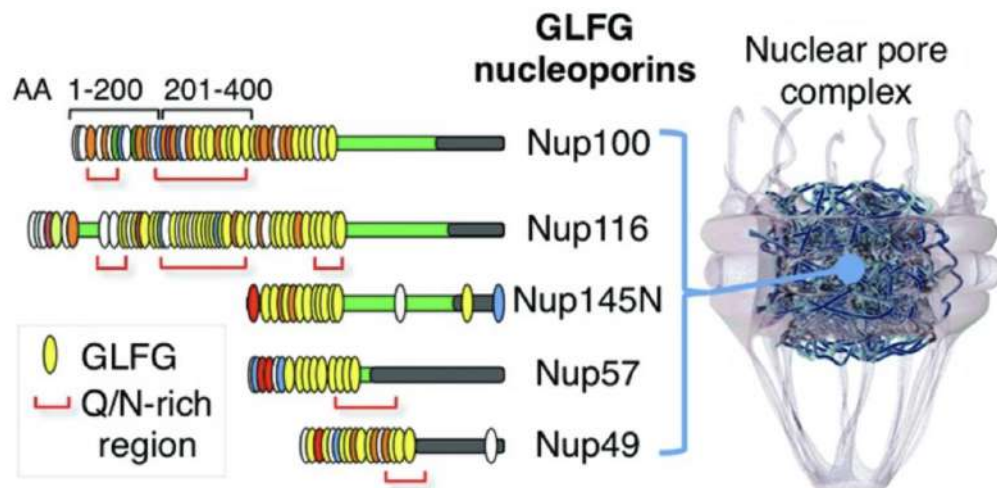 GLFG
nucleoporins
Nuclear pore
complex
AA 1-200 201-400
Nup100
Nup116
Nup145N
Nup57
Nup49
GLFG
Q/N-rich
region